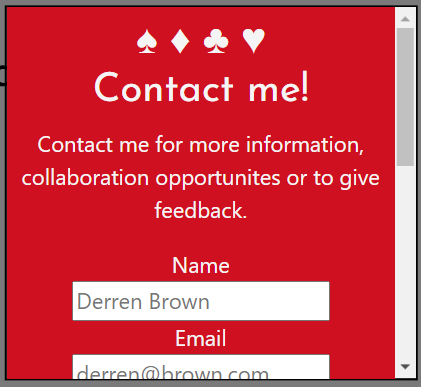 ♠ ♦ ♣ ♥
Contact me!
Contact me for more information,
collaboration opportunites or to give
feedback.
Name
Derren Brown
Email
derren@brown.com